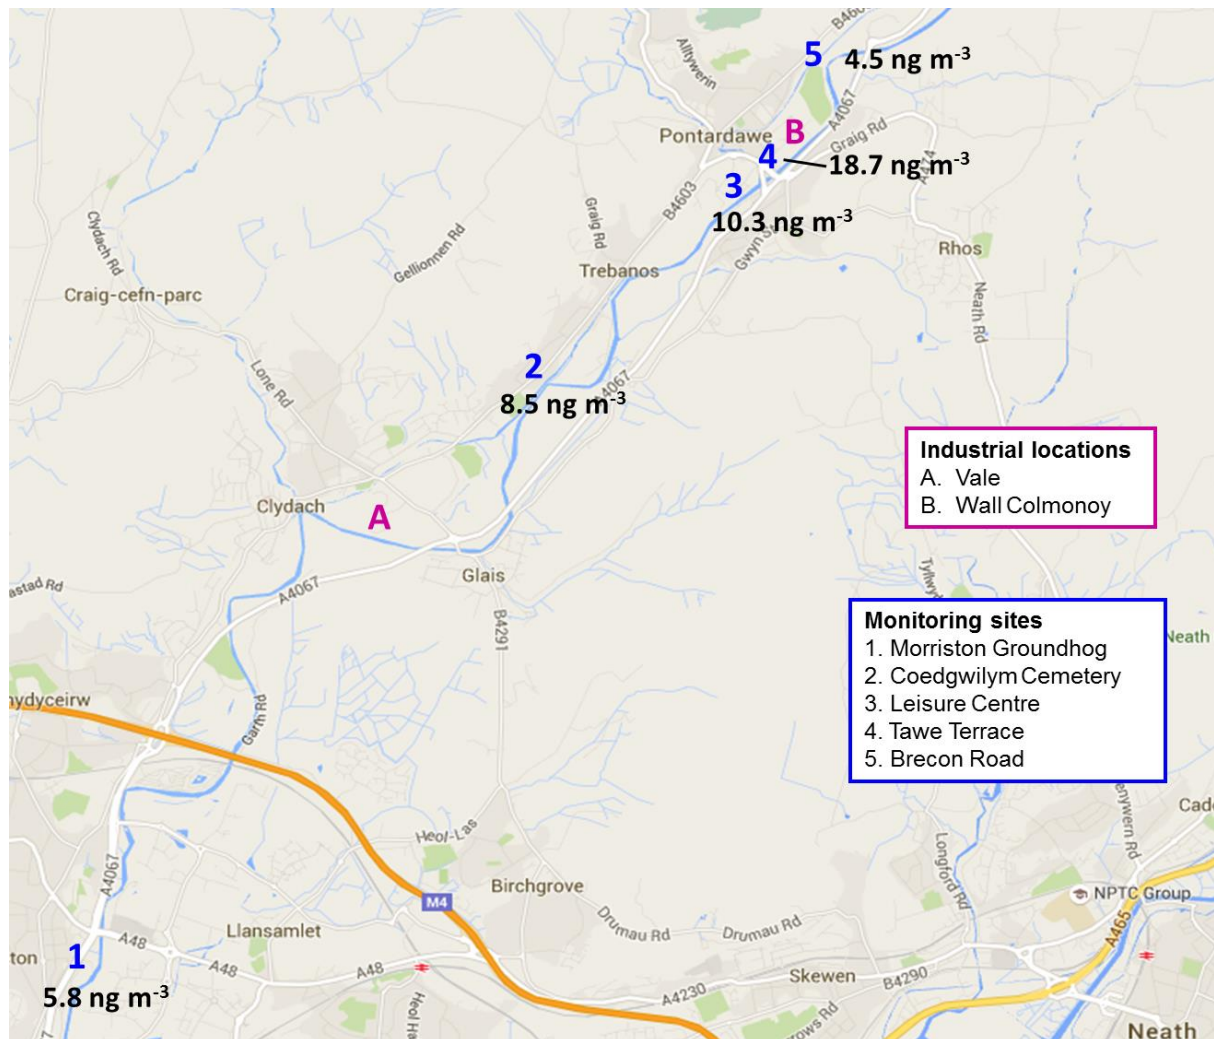 B460
5
4.5 ng m-3
Alltywerin
A4067
Pontardawe
B
Graig Rd
4
18.7 ng m-3
A474
3
B4603
10.3 ng m-3
Graig Rd
Clydach Rd
Gellionnen Rd
Rhos
Trebanos
Craig-cefn-parc
Neath Rd
2
Lone Rd
A4067
8.5 ng m-3
Industrial locations
A. Vale
B. Wall Colmonoy
Clydach
A
Glais
astad Rd
A4067
B4291
Monitoring sites
1. Morriston Groundhog
2. Coedgwilym Cemetery
3. Leisure Centre
4. Tawe Terrace
5. Brecon Road
Neath
nydyceirw
Garth Rd
Heol-Las
Longford Rd
A4067
Birchgrove
M4
NPTC Group
Drumau Rd
Drumau Rd
A465
Llansamlet
1
ton
A48
A48
A48
Skewen
B4290
5.8 ng m-3
A4230
Neath